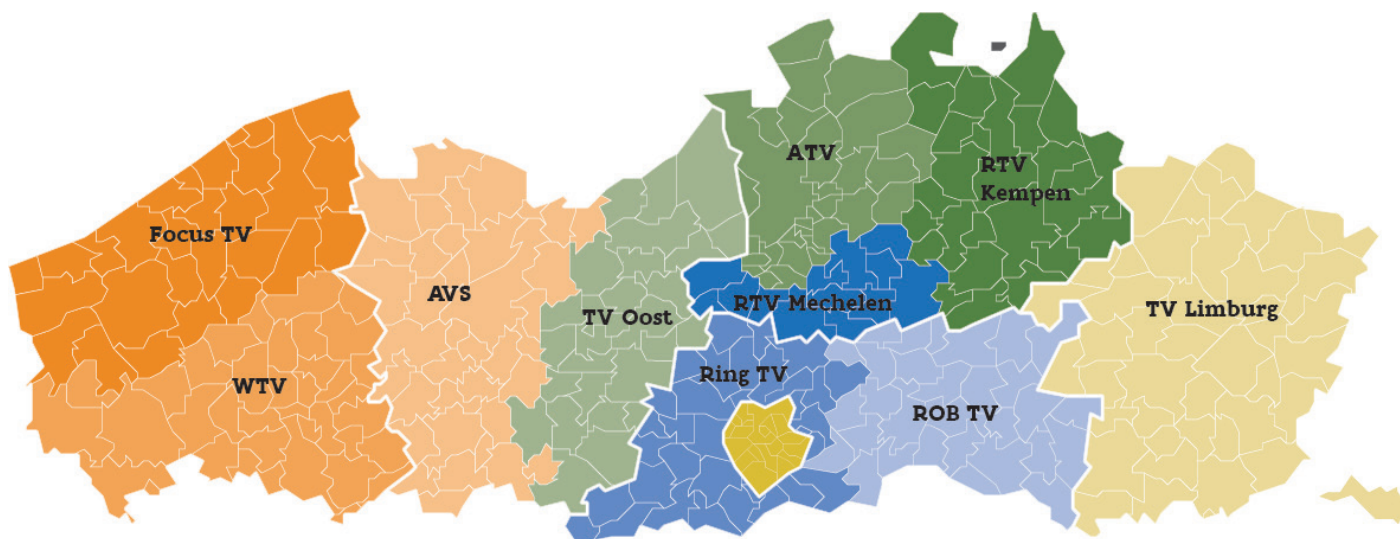 ATV
RTV
Kempen
Focus TV
AVS
RTV Mechelen
TV Oost
TV Limburg
Ring TV
WTV
ROB TV